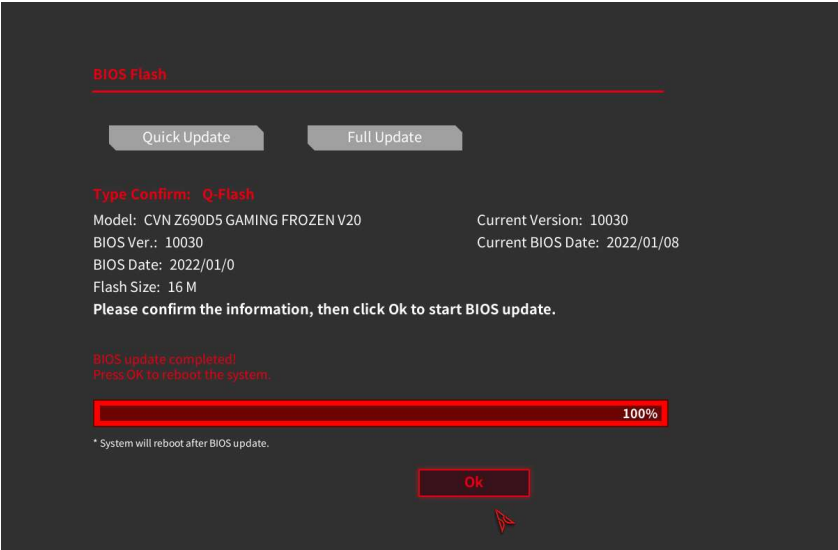 BIOS Flash
Quick Update Full Update
Type Confirm: Q-Flash
Model: CVN Z690D5 GAMING FROZEN V20 Current Version: 10030
BIOS Ver.: 10030 Current BIOS Date: 2022/01/08
BIOS Date: 2022/01/0
Flash Size: 16 M
Please confirm the information, then click Ok to start BIOS update.
BIOS update completed!
Press OK to reboot the system.
100%
* System will reboot after BIOS update.
Ok